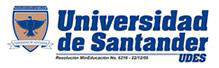 Universidad
de Santander
UDES
Resolución MinEducación No. 6216 - 22/12/05